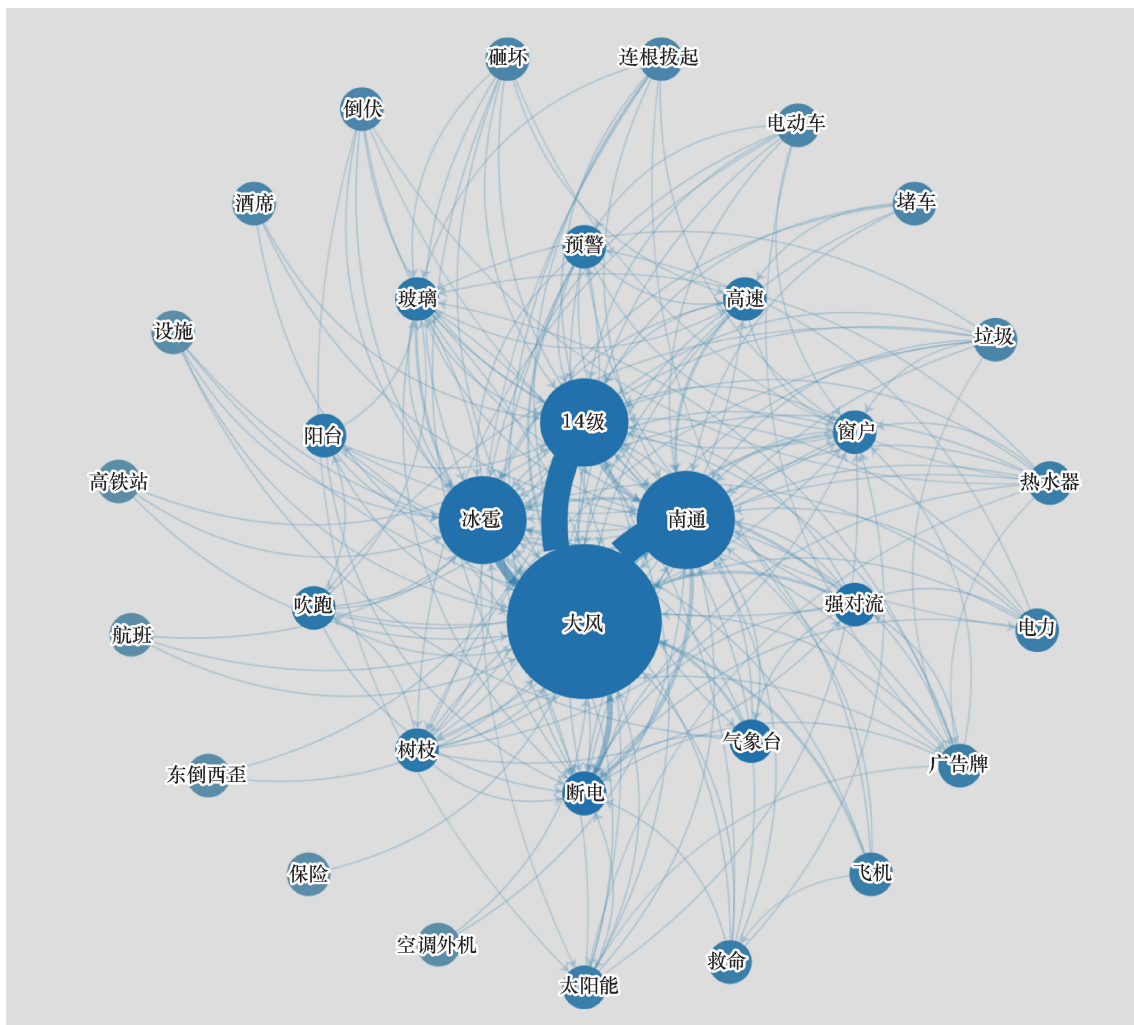 砸坏
连根拔起
倒伏
电动车
酒席
堵车
预警
玻璃
高速
设施
垃圾
14级
阳台
窗户
高铁站
热水器
冰雹
南通
吹跑
强对流
大风
航班
电力
树枝
气象台
东倒西歪
广告牌
断电
保险
飞机
空调外机
救命
太阳能